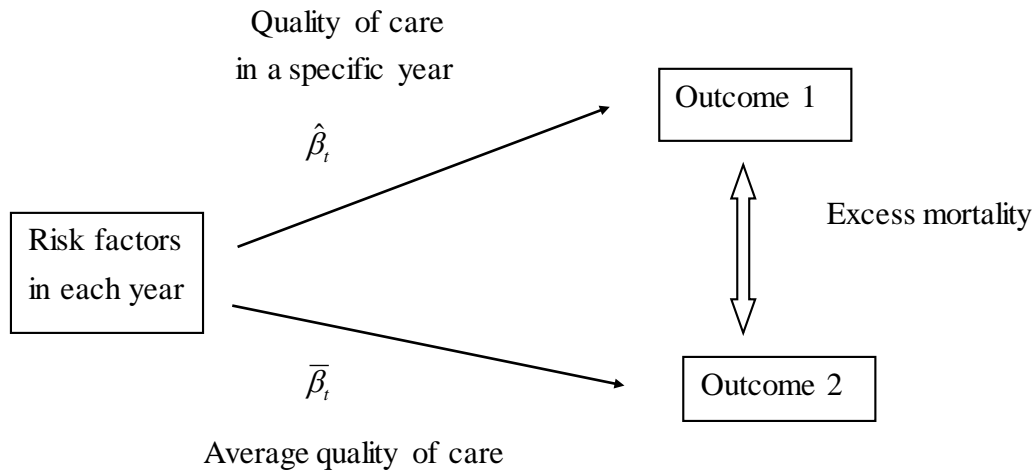 Quality of care
in a specific year
Outcome 1
β̂ₜ
Excess mortality
Risk factors
in each year
β̅ₜ
Outcome 2
Average quality of care